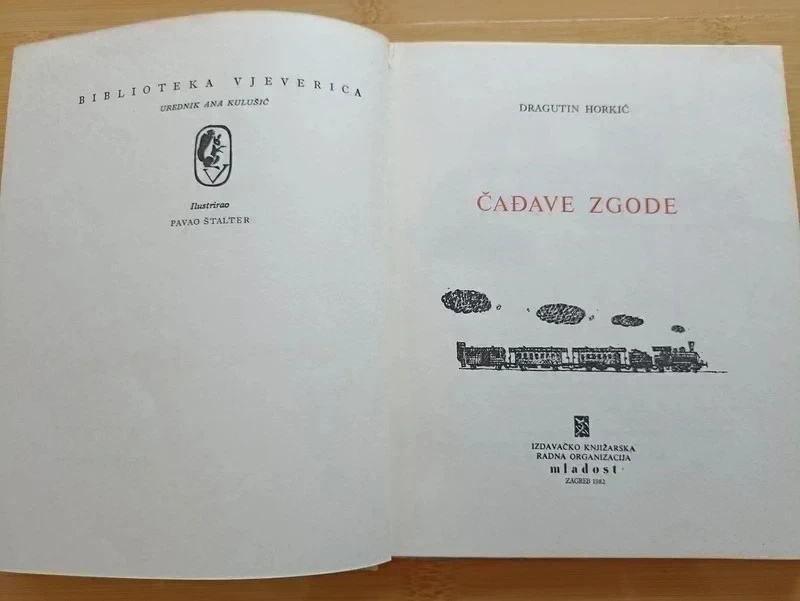 BIBLIOTEKA VJEVERICA
UREDNIK ANA KULUŠIĆ
V
Ilustrirao
PAVAO ŠTALTER
DRAGUTIN HORKIĆ
ČAĐAVE ZGODE
IZDAVAČKO KNJIŽARSKA
RADNA ORGANIZACIJA
mladost
ZAGREB 1982